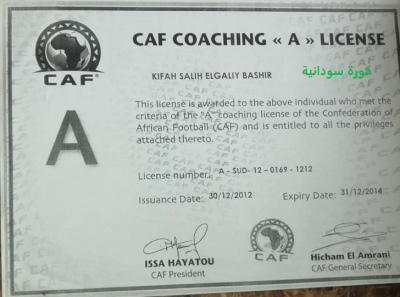 CAF COACHING « A » LICENSE
CAF
KIFAH SALIH ELGALIY BASHIR
كورة سودانية
This license is awarded to the above individual who met the
criteria of the "A" coaching license of the Confederation of
African Football (CAF) and is entitled to all the privileges
attached thereto.
A
License number: A - SUD- 12 - 0169 - 1212
Issuance Date: 30/12/2012 Expiry Date: 31/12/2014
ISSA HAYATOU
CAF President
CAF
Hicham El Amrani
CAF General Secretary